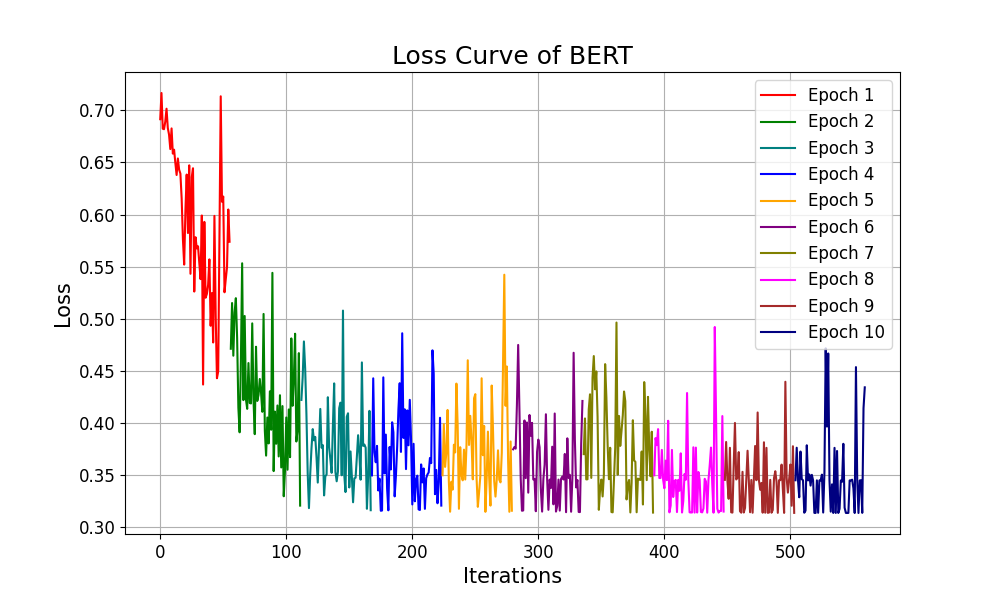 Loss Curve of BERT
Loss
0.70
0.65
0.60
0.55
0.50
0.45
0.40
0.35
0.30
0
100
200
300
400
500
Iterations
Epoch 1
Epoch 2
Epoch 3
Epoch 4
Epoch 5
Epoch 6
Epoch 7
Epoch 8
Epoch 9
Epoch 10